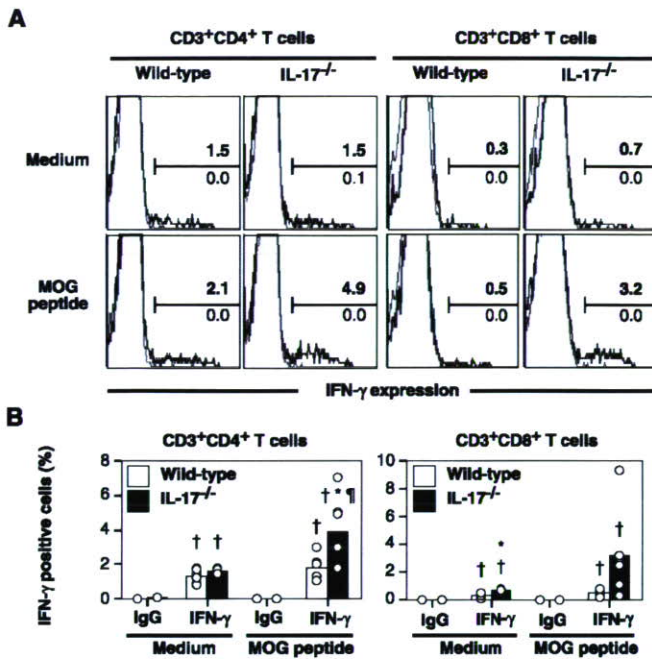 A
CD3+CD4+ T cells
CD3+CD8+ T cells
Wild-type
IL-17-/-
Wild-type
IL-17-/-
Medium
1.5
0.0
1.5
0.1
0.3
0.0
0.7
0.0
MOG
peptide
2.1
0.0
4.9
0.0
0.5
0.0
3.2
0.0
IFN-γ expression
B
CD3+CD4+ T cells
CD3+CD8+ T cells
IFN-γ positive cells (%)
8
6
4
2
0
Wild-type
IL-17-/-
† †
†
† * ¶
IgG
IFN-γ
IgG
IFN-γ
Medium
MOG peptide
10
8
6
4
2
0
Wild-type
IL-17-/-
*
† †
†
†
IgG
IFN-γ
IgG
IFN-γ
Medium
MOG peptide